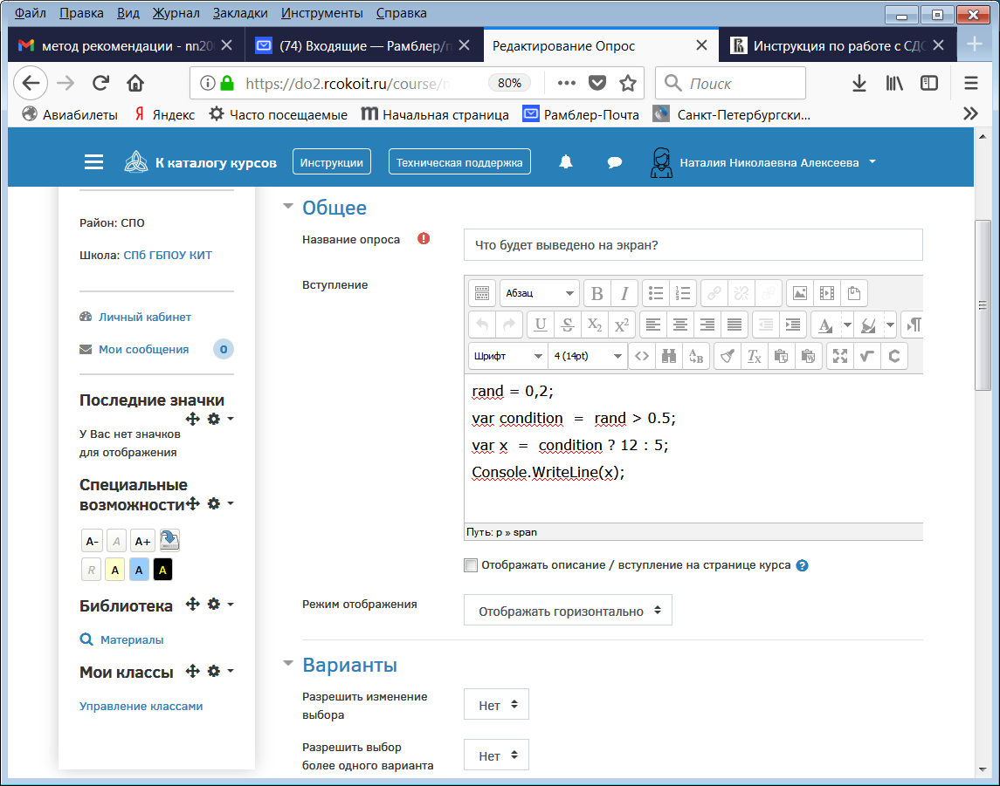 Файл Правка Вид Журнал Закладки Инструменты Справка
метод рекомендации - nn20
(74) Входящие — Рамблер/п
Редактирование Опрос
Инструкция по работе с СДО
https://do2.rcokoit.ru/course/
80%
Поиск
Авиабилеты
Яндекс
Часто посещаемые
Начальная страница
Рамблер-Почта
Санкт-Петербургски...
К каталогу курсов
Инструкции
Техническая поддержка
Наталия Николаевна Алексеева
Район: СПО
Школа: СПб ГБПОУ КИТ
Личный кабинет
Мои сообщения 0
Последние значки
У Вас нет значков
для отображения
Специальные
возможности
A- A A+
R A A A
Библиотека
Материалы
Мои классы
Управление классами
Общее
Название опроса
Что будет выведено на экран?
Вступление
Абзац
B I
U S X2 X2
Шрифт 4 (14pt)
rand = 0,2;
var condition = rand > 0.5;
var x = condition ? 12 : 5;
Console.WriteLine(x);
Путь: p » span
Отображать описание / вступление на странице курса
Режим отображения
Отображать горизонтально
Варианты
Разрешить изменение
выбора
Нет
Разрешить выбор
более одного варианта
Нет